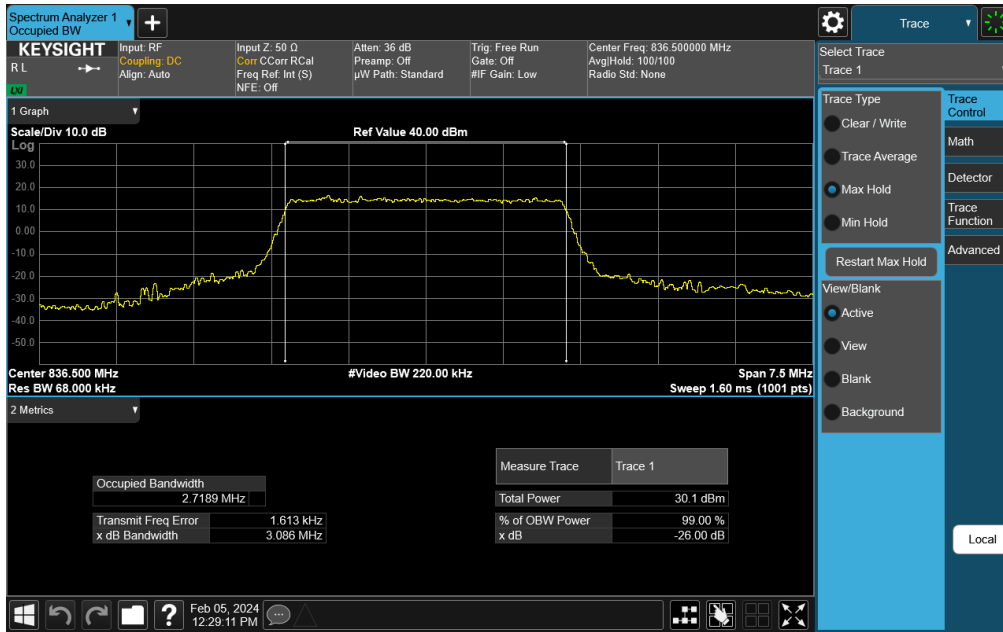 Spectrum Analyzer 1
Occupied BW
Trace
KEYSIGHT
R L
LXI
Input: RF
Coupling: DC
Align: Auto
Input Z: 50 Ω
Corr CCorr RCal
Freq Ref: Int (S)
NFE: Off
Atten: 36 dB
Preamp: Off
µW Path: Standard
Trig: Free Run
Gate: Off
#IF Gain: Low
Center Freq: 836.500000 MHz
Avg|Hold: 100/100
Radio Std: None
Select Trace
Trace 1
1 Graph
Scale/Div 10.0 dB
Ref Value 40.00 dBm
Log
30.0
20.0
10.0
0.00
-10.0
-20.0
-30.0
-40.0
-50.0
Center 836.500 MHz
#Video BW 220.00 kHz
Span 7.5 MHz
Res BW 68.000 kHz
Sweep 1.60 ms (1001 pts)
2 Metrics
Measure Trace
Trace 1
Occupied Bandwidth
2.7189 MHz
Total Power
30.1 dBm
Transmit Freq Error
1.613 kHz
% of OBW Power
99.00 %
x dB Bandwidth
3.086 MHz
x dB
-26.00 dB
Trace Type
Clear / Write
Trace Average
Max Hold
Min Hold
Restart Max Hold
View/Blank
Active
View
Blank
Background
Trace
Control
Math
Detector
Trace
Function
Advanced
Local
?
Feb 05, 2024
12:29:11 PM